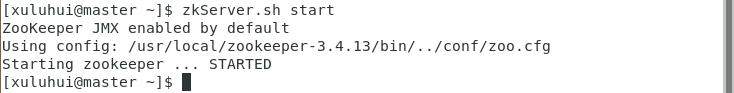 [xuluhui@master ~]$ zkServer.sh start
ZooKeeper JMX enabled by default
Using config: /usr/local/zookeeper-3.4.13/bin/../conf/zoo.cfg
Starting zookeeper ... STARTED
[xuluhui@master ~]$